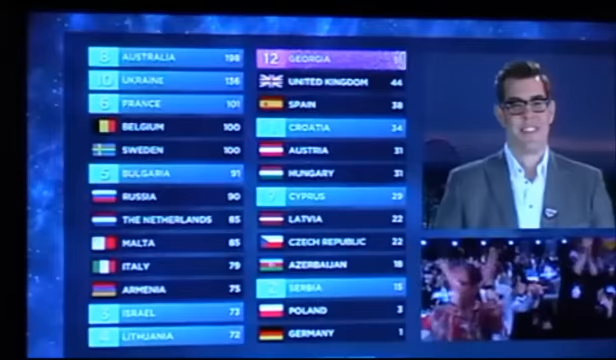 8 AUSTRALIA 198
10 UKRAINE 136
6 FRANCE 101
BELGIUM 100
SWEDEN 100
5 BULGARIA 91
RUSSIA 90
THE NETHERLANDS 85
MALTA 85
ITALY 79
ARMENIA 75
3 ISRAEL 73
4 LITHUANIA 72
12 GEORGIA
UNITED KINGDOM 44
SPAIN 38
CROATIA 34
AUSTRIA 31
HUNGARY 31
7 CYPRUS 29
LATVIA 22
CZECH REPUBLIC 22
AZERBAIJAN 18
2 SERBIA 15
POLAND 3
GERMANY 1